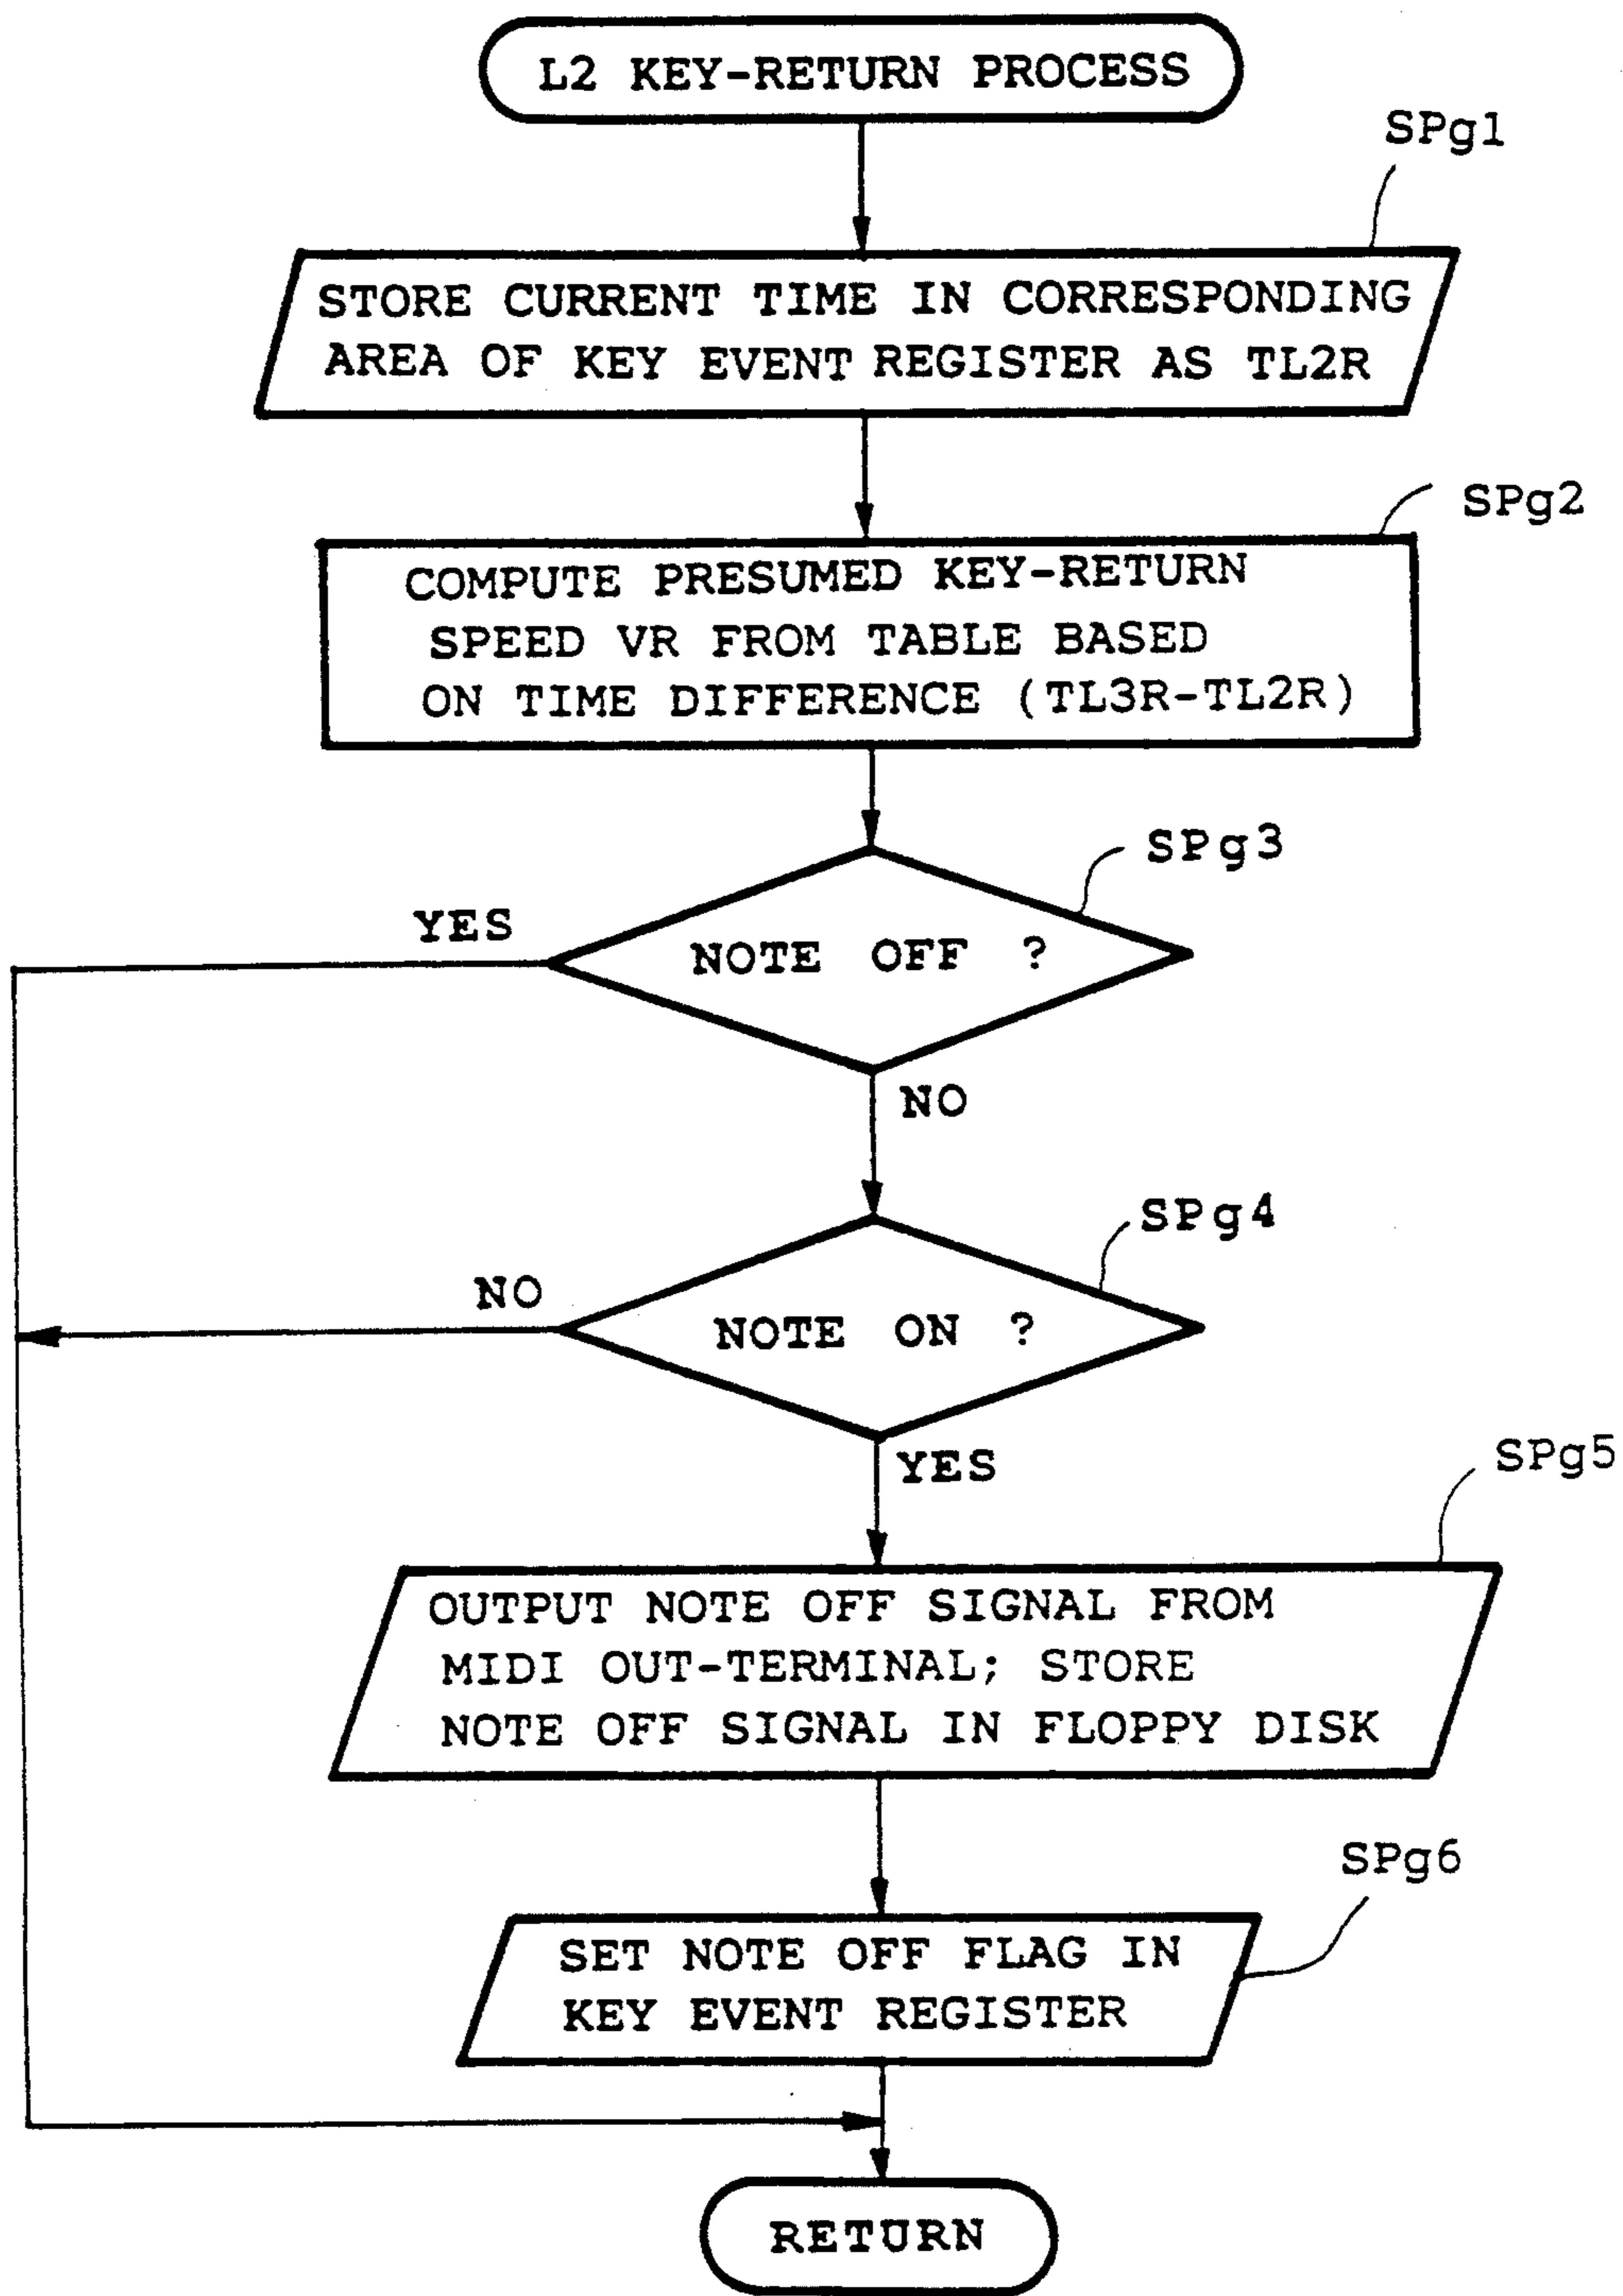 L2 KEY-RETURN PROCESS
SPg1
STORE CURRENT TIME IN CORRESPONDING
AREA OF KEY EVENT REGISTER AS TL2R
SPg2
COMPUTE PRESUMED KEY-RETURN
SPEED VR FROM TABLE BASED
ON TIME DIFFERENCE (TL3R-TL2R)
SPg3
YES
NOTE OFF ?
NO
SPg4
NO
NOTE ON ?
YES
SPg5
OUTPUT NOTE OFF SIGNAL FROM
MIDI OUT-TERMINAL; STORE
NOTE OFF SIGNAL IN FLOPPY DISK
SPg6
SET NOTE OFF FLAG IN
KEY EVENT REGISTER
RETURN